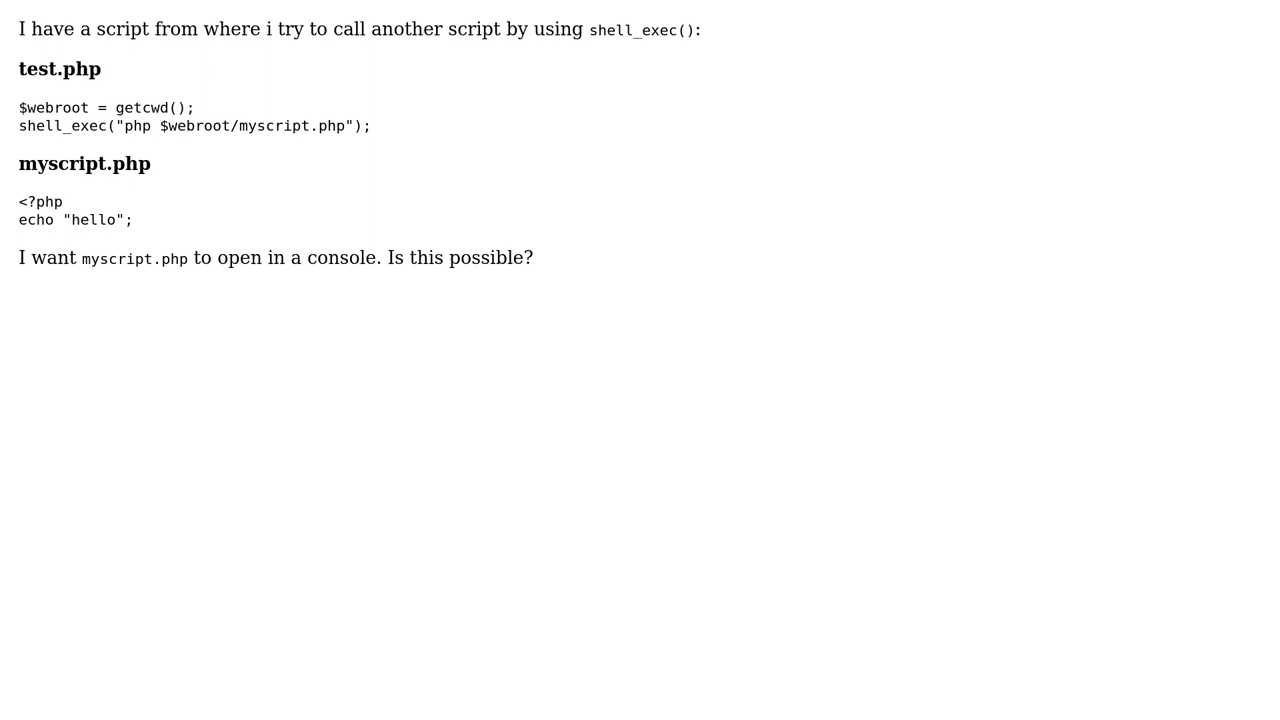 I have a script from where i try to call another script by using shell_exec():
test.php
$webroot = getcwd();
shell_exec("php $webroot/myscript.php");
myscript.php
<?php
echo "hello";
I want myscript.php to open in a console. Is this possible?